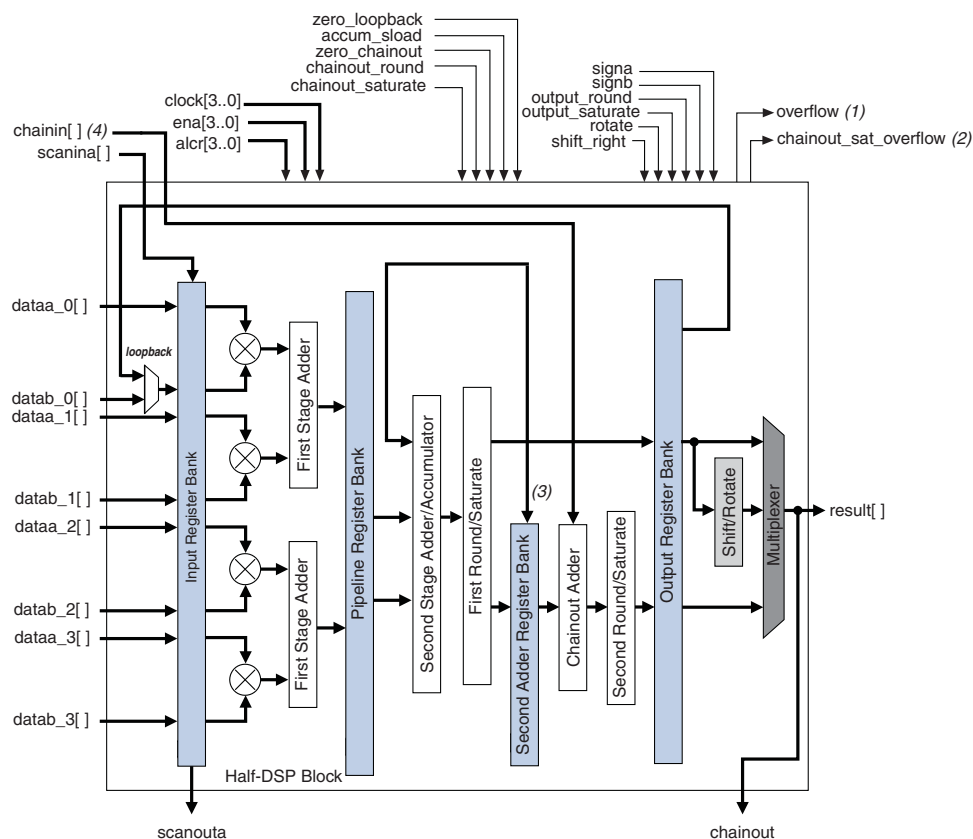 zero_loopback
accum_sload
zero_chainout
chainout_round
chainout_saturate
signa
signb
output_round
output_saturate
rotate
shift_right
clock[3..0]
ena[3..0]
alcr[3..0]
chainin[ ] (4)
scanina[ ]
overflow (1)
chainout_sat_overflow (2)
dataa_0[ ]
loopback
datab_0[ ]
dataa_1[ ]
datab_1[ ]
dataa_2[ ]
datab_2[ ]
dataa_3[ ]
datab_3[ ]
Input Register Bank
First Stage Adder
First Stage Adder
Pipeline Register Bank
Second Stage Adder/Accumulator
First Round/Saturate
(3)
Second Adder Register Bank
Chainout Adder
Second Round/Saturate
Output Register Bank
Shift/Rotate
Multiplexer
result[ ]
Half-DSP Block
scanouta
chainout